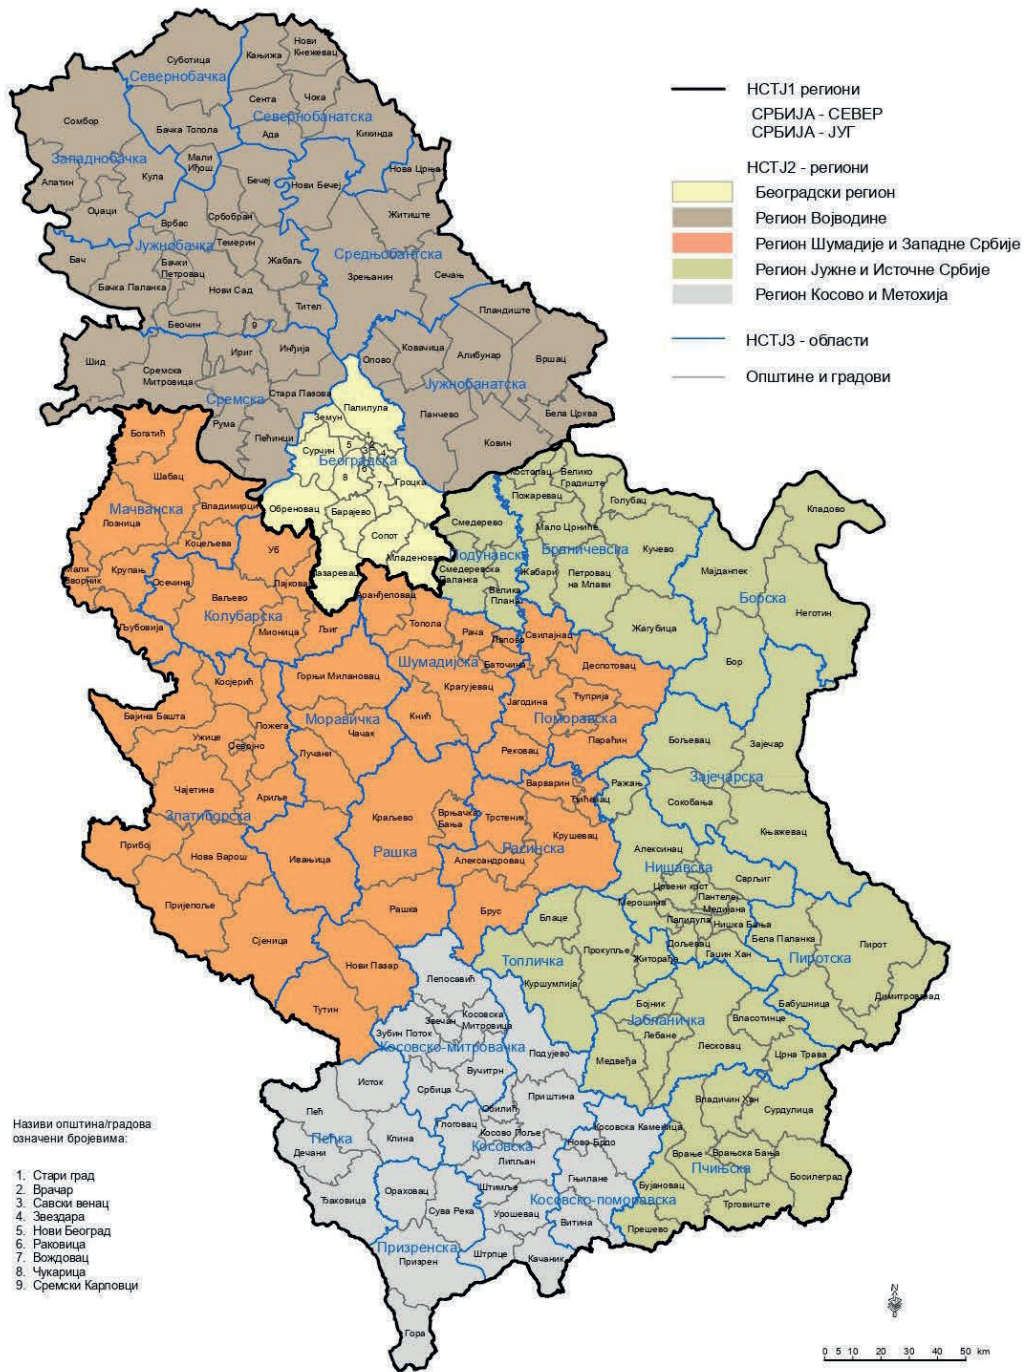 НСТЈ1 региони
СРБИЈА - СЕВЕР
СРБИЈА - ЈУГ
НСТЈ2 - региони
Београдски регион
Регион Војводине
Регион Шумадије и Западне Србије
Регион Јужне и Источне Србије
Регион Косово и Метохија
НСТЈ3 - области
Општине и градови
Суботица
Севернобачка
Кањижа
Нови
Кнежевац
Сента
Чока
Севернобанатска
Ада
Кикинда
Сомбор
Бачка Топола
Западнобачка
Мали
Иђош
Апатин
Кула
Оџаци
Бечеј
Нови Бечеј
Нова Црња
Врбас
Србобран
Житиште
Јужнобачка
Темерин
Средњобантска
Бач
Бачки
Петровац
Жабаљ
Зрењанин
Сечањ
Бачка Паланка
Нови Сад
Тител
Пландиште
Беочин
9
Шид
Ириг
Инђија
Опово
Ковачица
Алибунар
Вршац
Сремска
Митровица
Јужнобанатска
Сремска
Стара Пазова
Рума
Пећинци
Панчево
Бела Црква
Ковин
Палилула
Земун
Сурчин
1
2
3
4
5
6
7
8
Београдска
Гроцка
Обреновац
Барајево
Сопот
Младеновац
Лазаревац
Богатић
Шабац
Мачванска
Владимирци
Лозница
Коцељева
Мали
Зворник
Крупањ
Осечина
Уб
Ваљево
Лајковац
Колубарска
Љубовија
Мионица
Љиг
Костолац
Велико
Градиште
Пожаревац
Голубац
Смедерево
Мало Црниће
Подунавска
Браничевска
Кучево
Смедеревска
Паланка
Жабари
Петровац
на Млави
Велика
Плана
Жагубица
Кладово
Мајданпек
Борска
Неготин
Бор
Аранђеловац
Топола
Рача
Лапово
Свилајнац
Шумадијска
Баточина
Деспотовац
Крагујевац
Јагодина
Ћуприја
Кнић
Поморавска
Параћин
Рековац
Косјерић
Горњи Милановац
Бајина Башта
Моравичка
Пожега
Ужице
Севојно
Чачак
Лучани
Чајетина
Ариље
Златиборска
Прибој
Нова Варош
Ивањица
Пријепоље
Сјеница
Краљево
Врњачка
Бања
Рашка
Рашка
Нови Пазар
Тутин
Варварин
Ћићевац
Трстеник
Крушевац
Расинска
Александровац
Брус
Бољевац
Зајечар
Ражањ
Зајечарска
Сокобања
Књажевац
Алексинац
Нишавска
Сврљиг
Црвени крст
Пантелеј
Мерошина
Медијана
Палилула
Нишка Бања
Дољевац
Гаџин Хан
Бела Паланка
Пирот
Пиротска
Бабушница
Димитровград
Блаце
Прокупље
Житорађа
Топличка
Куршумлија
Бојник
Јабланичка
Власотинце
Лебане
Лесковац
Медвеђа
Црна Трава
Владичин Хан
Сурдулица
Врање
Врањска Бања
Пчињска
Босилеград
Бујановац
Трговиште
Прешево
Лепосавић
Звечан
Косовска
Митровица
Зубин Поток
Косовско-митровачка
Подујево
Вучитрн
Исток
Србица
Приштина
Обилић
Пећ
Глоговац
Косово Поље
Косовска Каменица
Пећка
Клина
Косовска
Ново Брдо
Дечани
Липљан
Гњилане
Штимље
Ђаковица
Ораховац
Косовско-поморавска
Сува Река
Урошевац
Витина
Призренска
Призрен
Штрпце
Качаник
Гора
Називи општина/градова
означени бројевима:
1. Стари град
2. Врачар
3. Савски венац
4. Звездара
5. Нови Београд
6. Раковица
7. Вождовац
8. Чукарица
9. Сремски Карловци
N
0 5 10 20 30 40 50 km